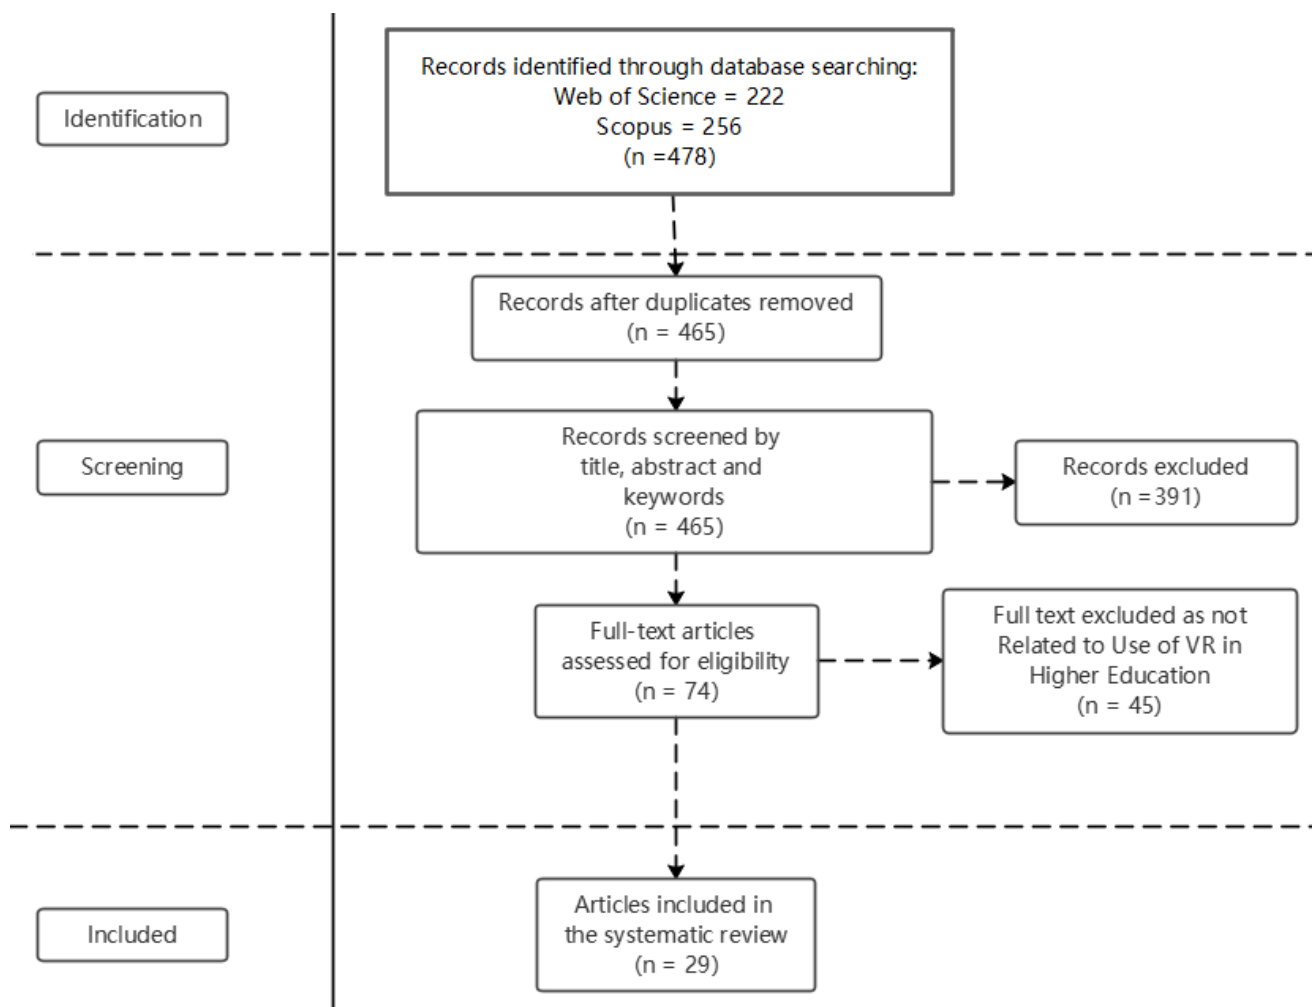 Identification
Records identified through database searching:
Web of Science = 222
Scopus = 256
(n =478)
Records after duplicates removed
(n = 465)
Screening
Records screened by
title, abstract and
keywords
(n = 465)
Records excluded
(n =391)
Full-text articles
assessed for eligibility
(n = 74)
Full text excluded as not
Related to Use of VR in
Higher Education
(n = 45)
Included
Articles included in
the systematic review
(n = 29)